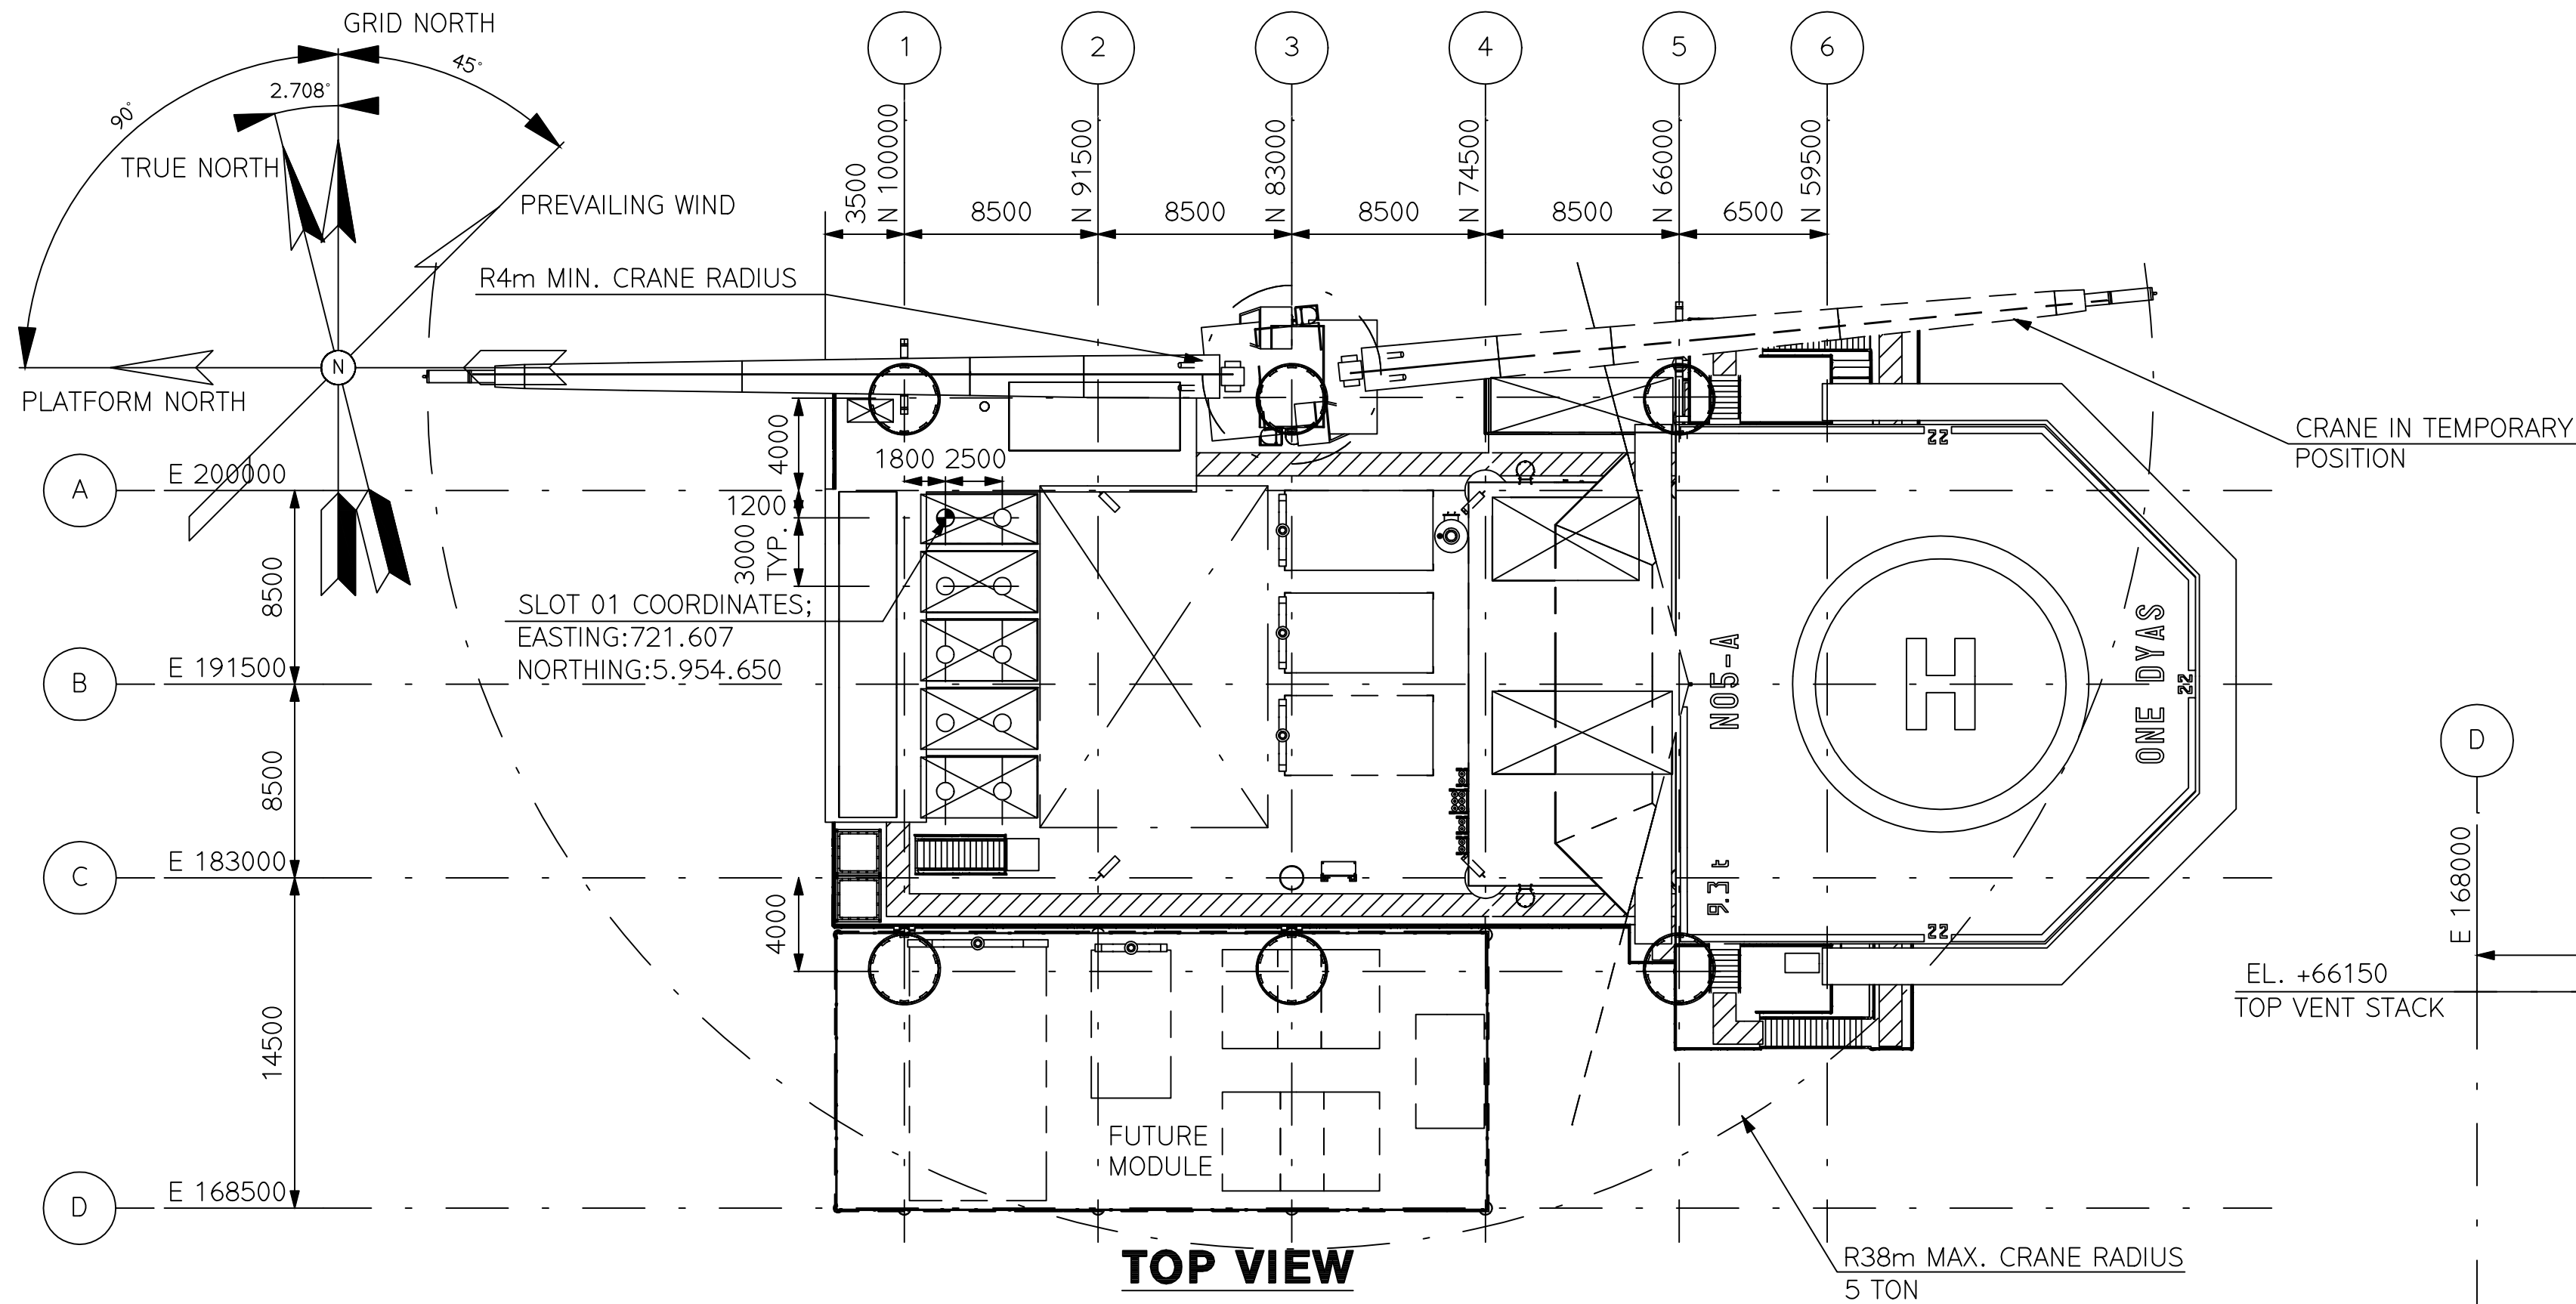 GRID NORTH
45°
90°
2.708°
TRUE NORTH
PREVAILING WIND
N
PLATFORM NORTH
1
2
3
4
5
6
3500
N 100000
N 91500
N 83000
N 74500
N 66000
N 59500
8500
8500
8500
8500
6500
R4m MIN. CRANE RADIUS
CRANE IN TEMPORARY
POSITION
A
E 200000
B
E 191500
C
E 183000
D
E 168500
8500
8500
14500
4000
1800
2500
1200
3000
TYP.
4000
SLOT 01 COORDINATES;
EASTING:721.607
NORTHING:5.954.650
22
NO5-A
H
ONE DYAS
22
9.3t
22
D
E 168000
EL. +66150
TOP VENT STACK
FUTURE
MODULE
TOP VIEW
R38m MAX. CRANE RADIUS
5 TON